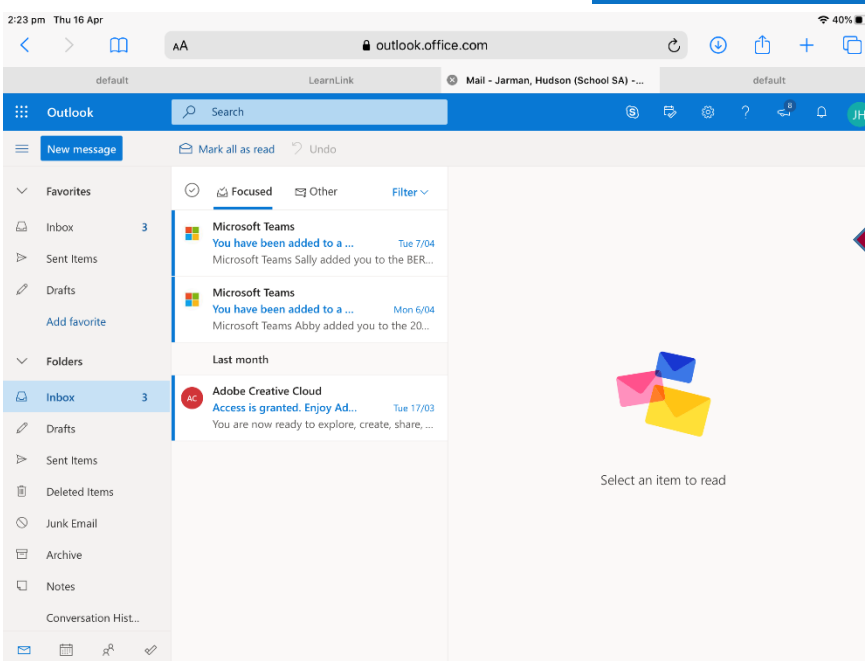 2:23 pm Thu 16 Apr
40%
AA
outlook.office.com
default
LearnLink
Mail - Jarman, Hudson (School SA) -...
default
Outlook
Search
S
?
8
JH
New message
Mark all as read
Undo
Favorites
Inbox 3
Sent Items
Drafts
Add favorite
Folders
Inbox 3
Drafts
Sent Items
Deleted Items
Junk Email
Archive
Notes
Conversation Hist...
Focused
Other
Filter
Microsoft Teams
You have been added to a ... Tue 7/04
Microsoft Teams Sally added you to the BER...
Microsoft Teams
You have been added to a ... Mon 6/04
Microsoft Teams Abby added you to the 20...
Last month
AC
Adobe Creative Cloud
Access is granted. Enjoy Ad... Tue 17/03
You are now ready to explore, create, share, ...
Select an item to read